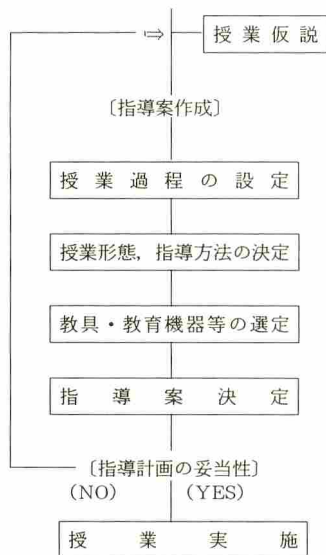 ⇒ 授業仮説
〔指導案作成〕
授業過程の設定
授業形態，指導方法の決定
教具・教育機器等の選定
指導案決定
〔指導計画の妥当性〕
(NO) (YES)
授業実施